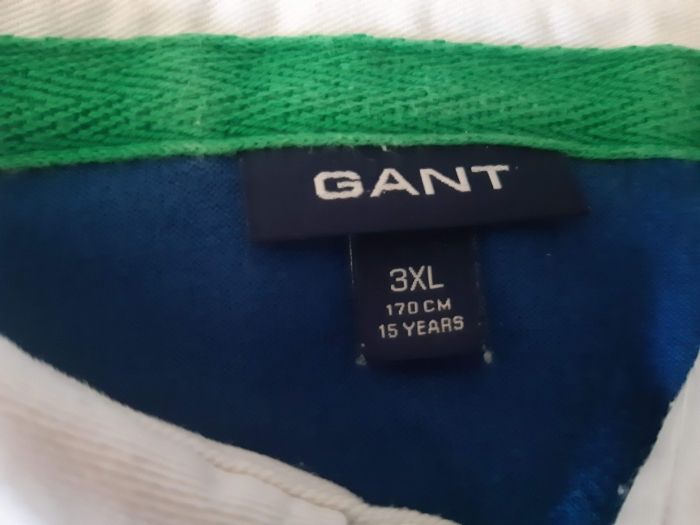 GANT
3XL
170 CM
15 YEARS